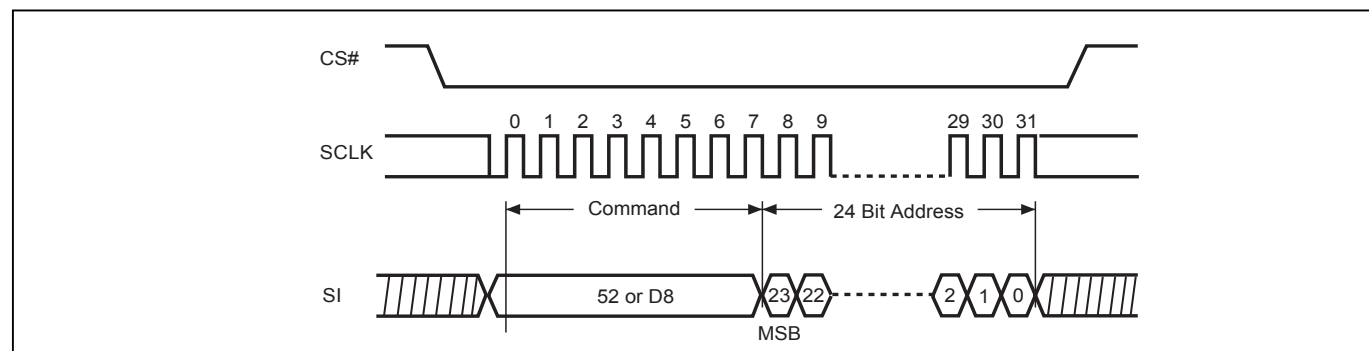 CS#
0 1 2 3 4 5 6 7 8 9 29 30 31
SCLK
Command 24 Bit Address
SI 52 or D8 23 22 2 1 0
MSB